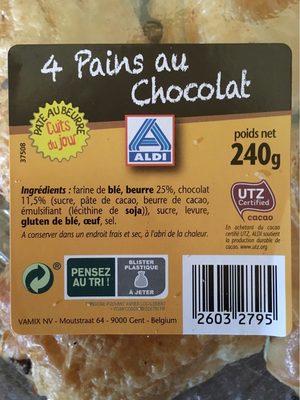 4 Pains au
Chocolat
PATE AU BEURRE
Cuits
du Jour
37508
ALDI
poids net
240g
Ingrédients : farine de blé, beurre 25%, chocolat
11,5% (sucre, pâte de cacao, beurre de cacao,
émulsifiant (lécithine de soja)), sucre, levure,
gluten de blé, œuf, sel.
A conserver dans un endroit frais et sec, à l'abri de la chaleur.
UTZ
Certified
cacao
En achetant du cacao
certifié UTZ, ALDI soutient
la production durable de
cacao. www.utz.org
PENSEZ
AU TRI !
BLISTER
PLASTIQUE
À JETER
VAMIX NV - Moutstraat 64 - 9000 Gent - Belgium
2603 2795